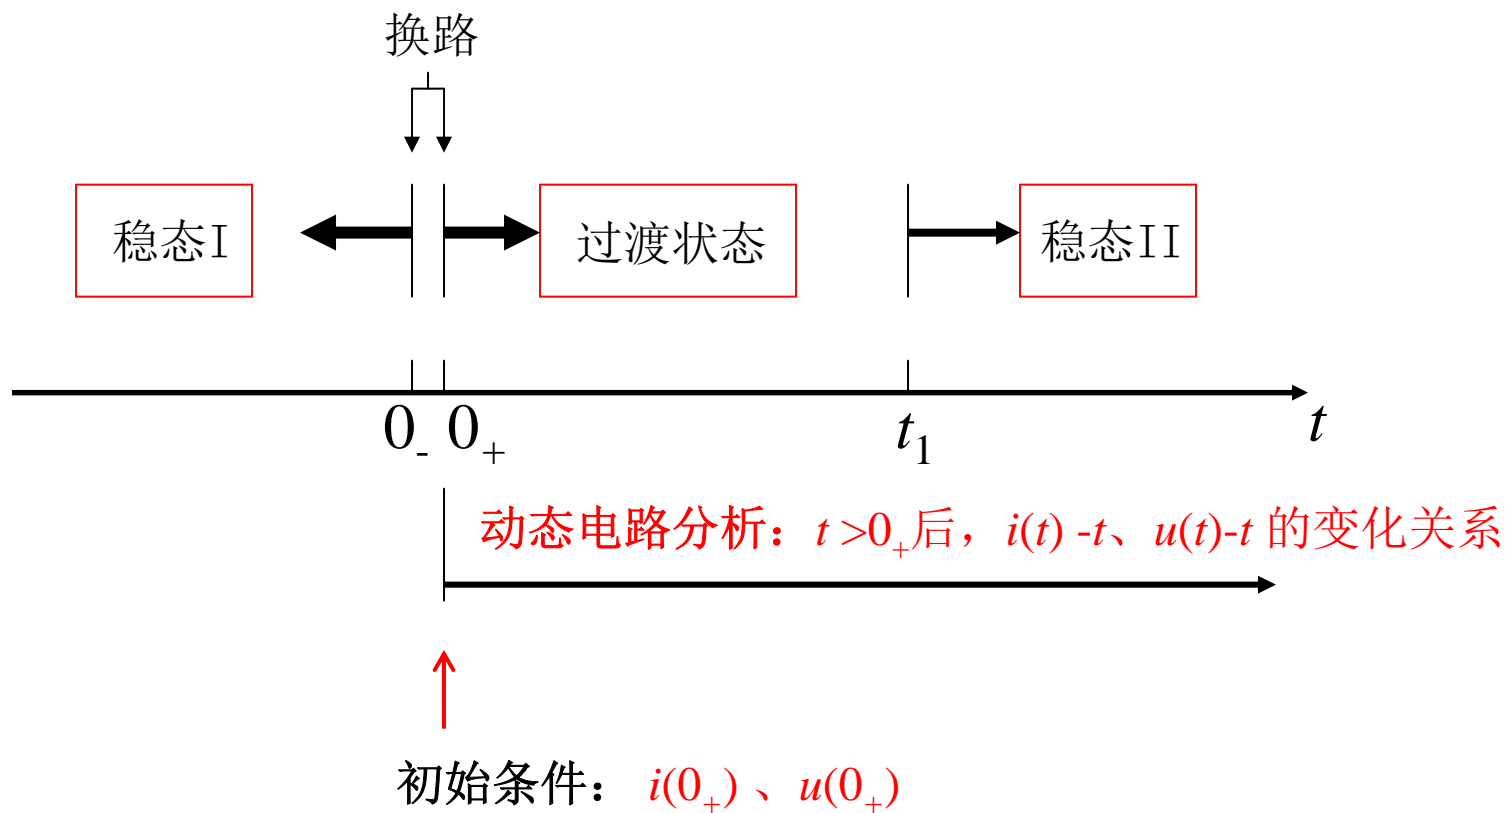 换路
稳态I 过渡状态 稳态II
0- 0+ t1 t
动态电路分析：t >0+后，i(t) -t、u(t)-t 的变化关系
初始条件： i(0+) 、u(0+)